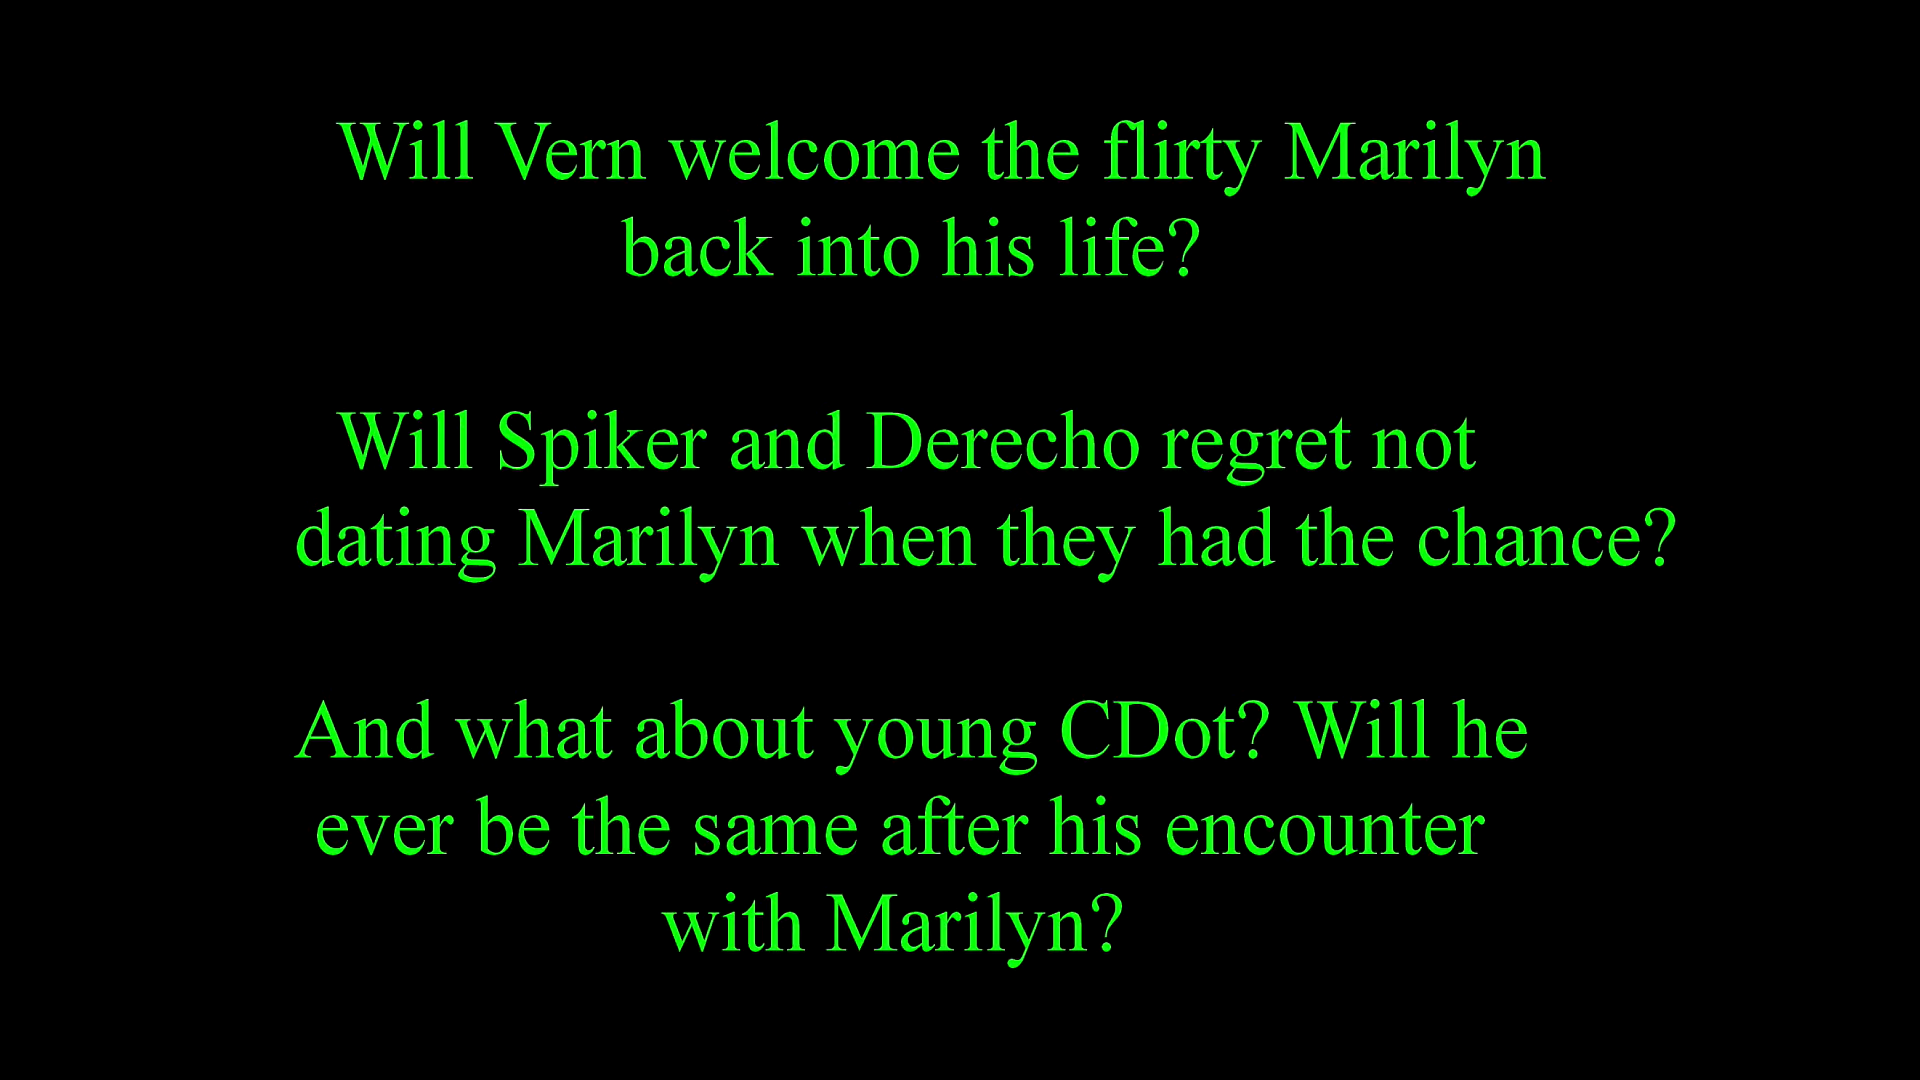 Will Vern welcome the flirty Marilyn
back into his life?
Will Spiker and Derecho regret not
dating Marilyn when they had the chance?
And what about young CDot? Will he
ever be the same after his encounter
with Marilyn?